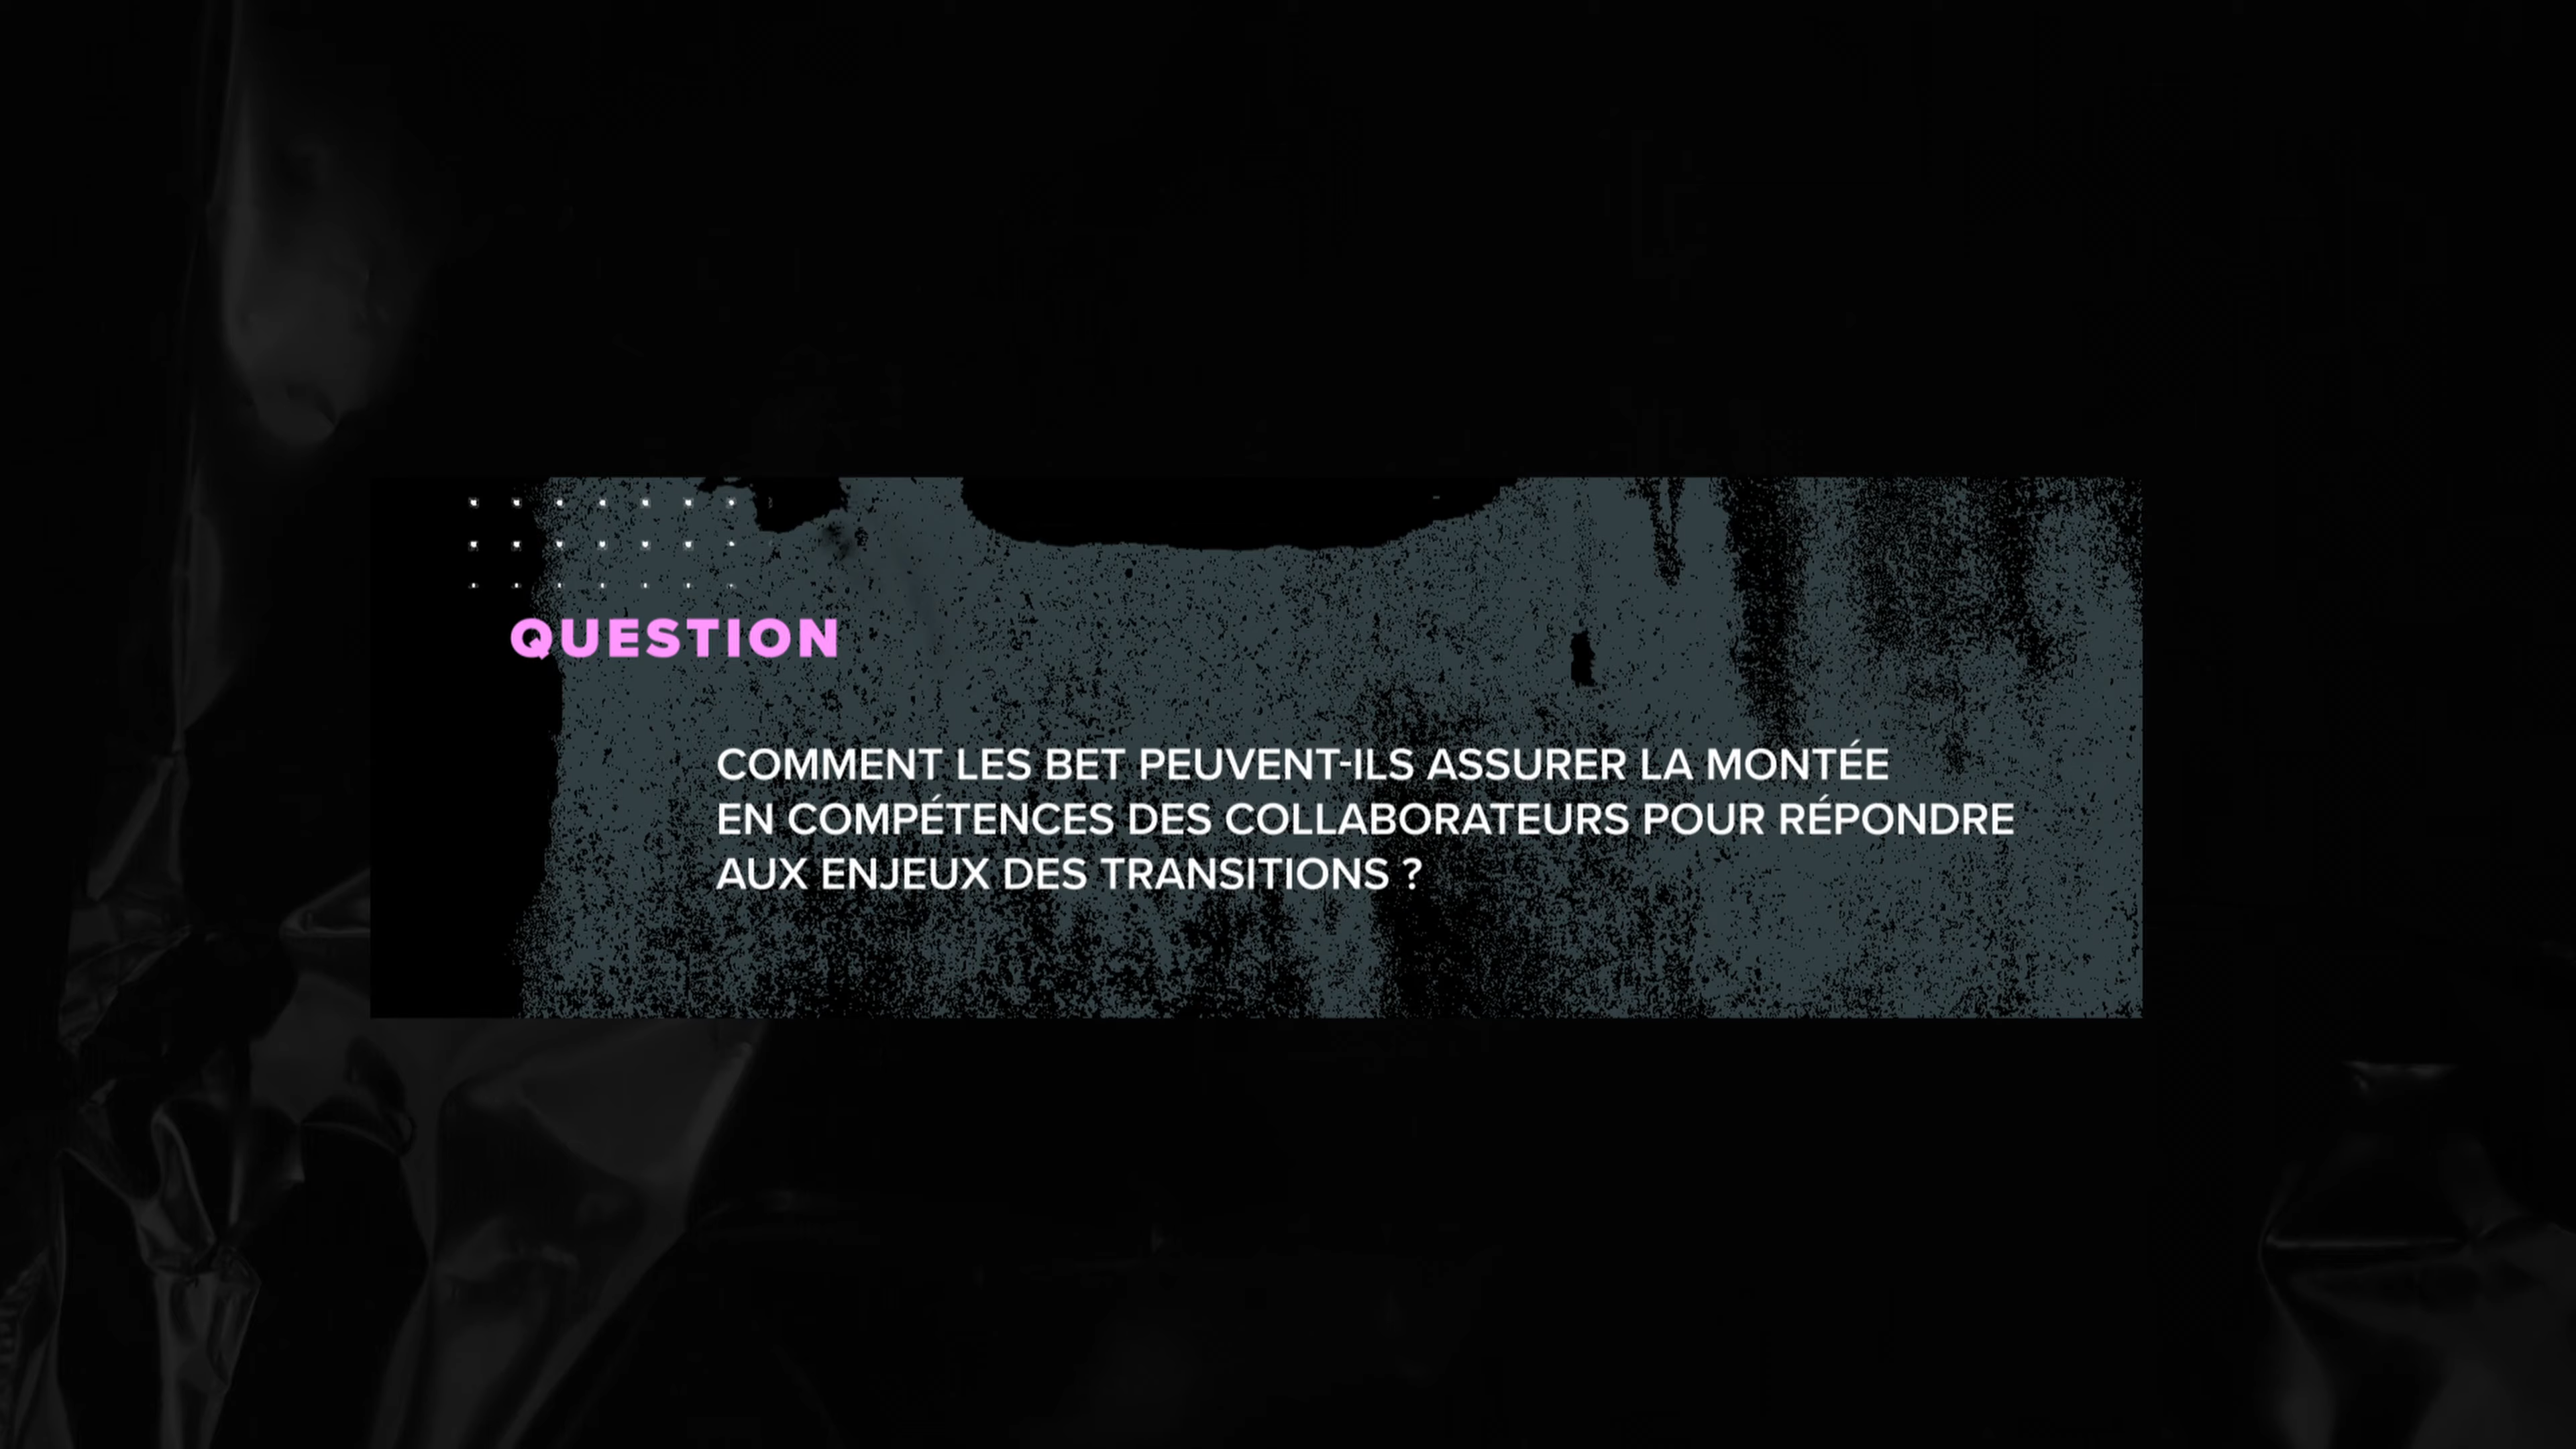 QUESTION
COMMENT LES BET PEUVENT-ILS ASSURER LA MONTÉE
EN COMPÉTENCES DES COLLABORATEURS POUR RÉPONDRE
AUX ENJEUX DES TRANSITIONS ?